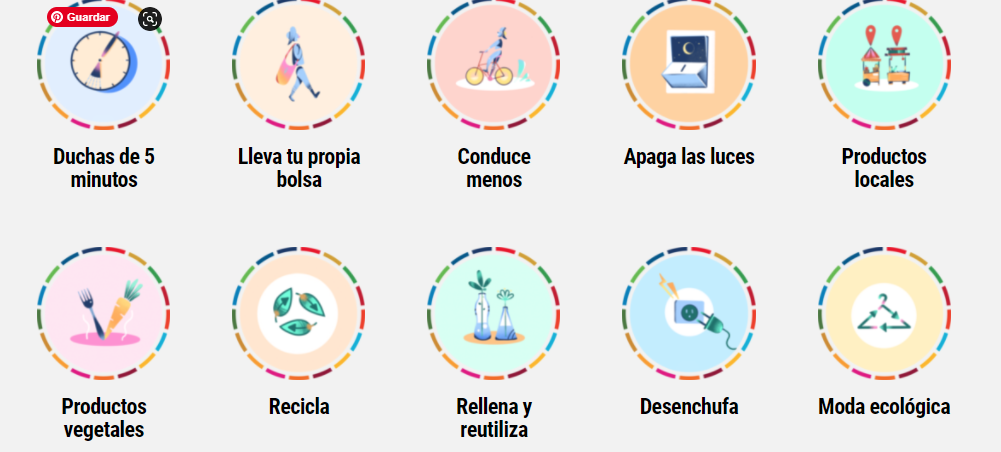 Guardar
Duchas de 5
minutos
Lleva tu propia
bolsa
Conduce
menos
Apaga las luces
Productos
locales
Productos
vegetales
Recicla
Rellena y
reutiliza
Desenchufa
Moda ecológica